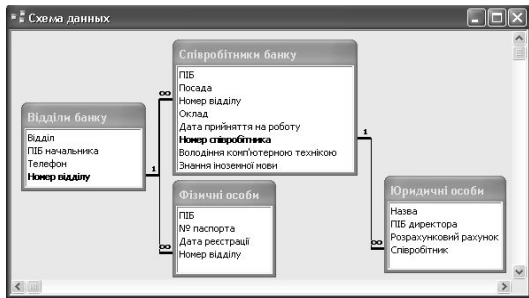 Схема данных
Співробітники банку
ПІБ
Посада
Номер відділу
Оклад
Дата прийняття на роботу
Номер співробітника
Володіння комп'ютерною технікою
Знання іноземної мови
Відділи банку
Відділ
ПІБ начальника
Телефон
Номер відділу
∞
1
∞
1
∞
Фізичні особи
ПІБ
№ паспорта
Дата реєстрації
Номер відділу
Юридичні особи
Назва
ПІБ директора
Розрахунковий рахунок
Співробітник